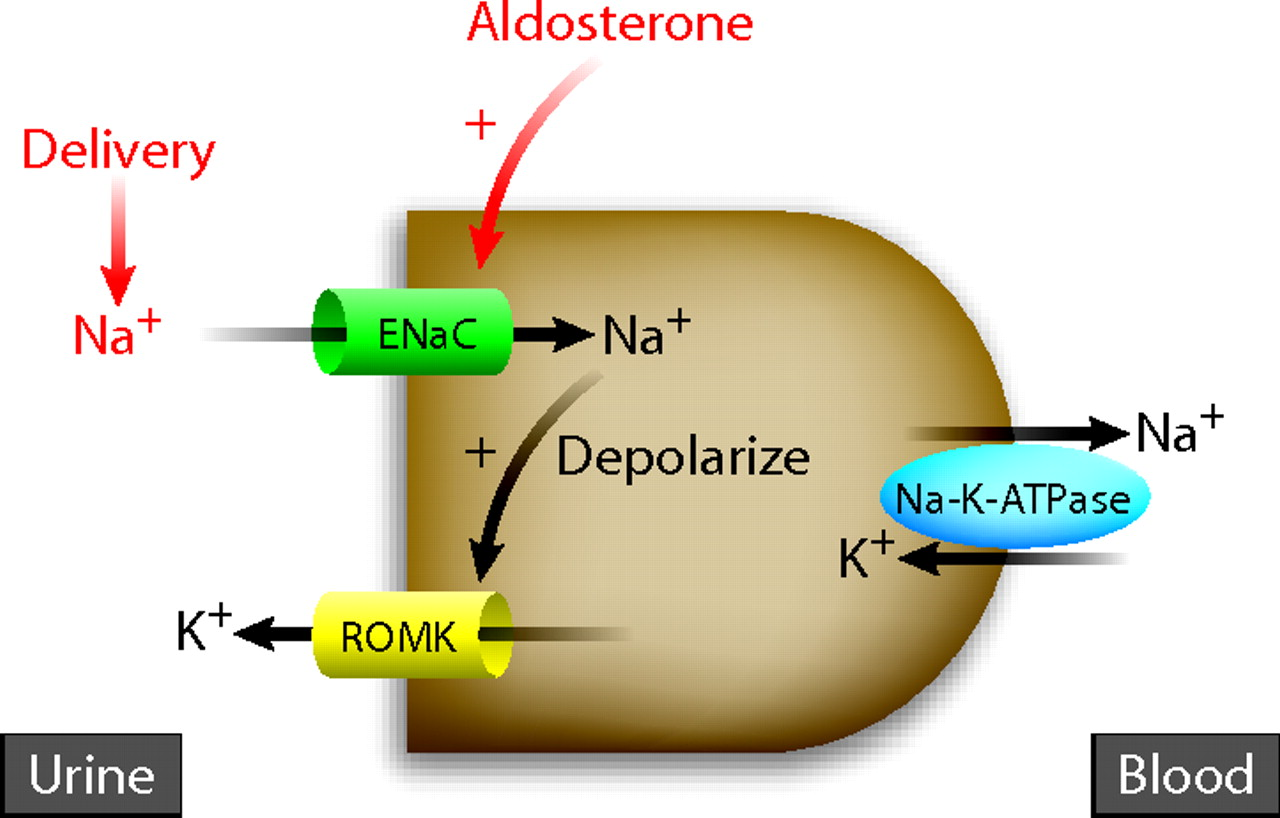 Aldosterone
+
Delivery
Na⁺
ENaC
Na⁺
+
Depolarize
Na⁺
Na-K-ATPase
K⁺
K⁺
ROMK
Urine
Blood